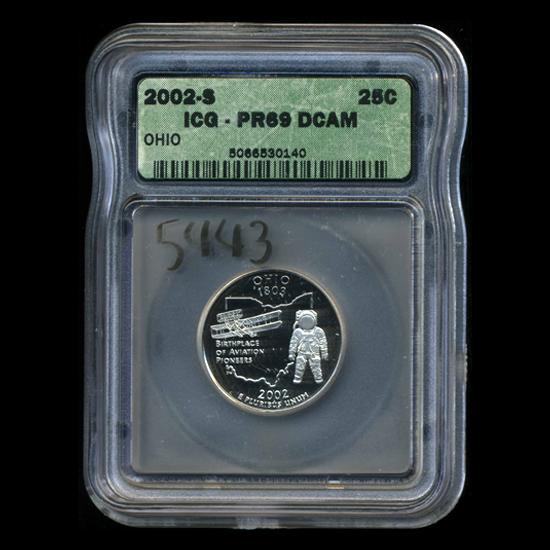 2002-S 25C
ICG - PR69 DCAM
OHIO
5066530140
5443
OHIO
1803
BIRTHPLACE
OF AVIATION
PIONEERS
2002
E PLURIBUS UNUM